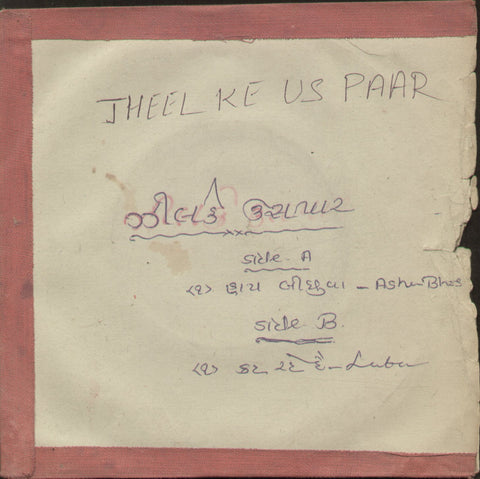 JHEEL KE US PAAR
ઝીલકે ઉસપાર
સાઈડ A
<૧> હાય બીછુવા - Asha Bhos
સાઈડ B.
<૧> કહ રહે હૈ - Lata